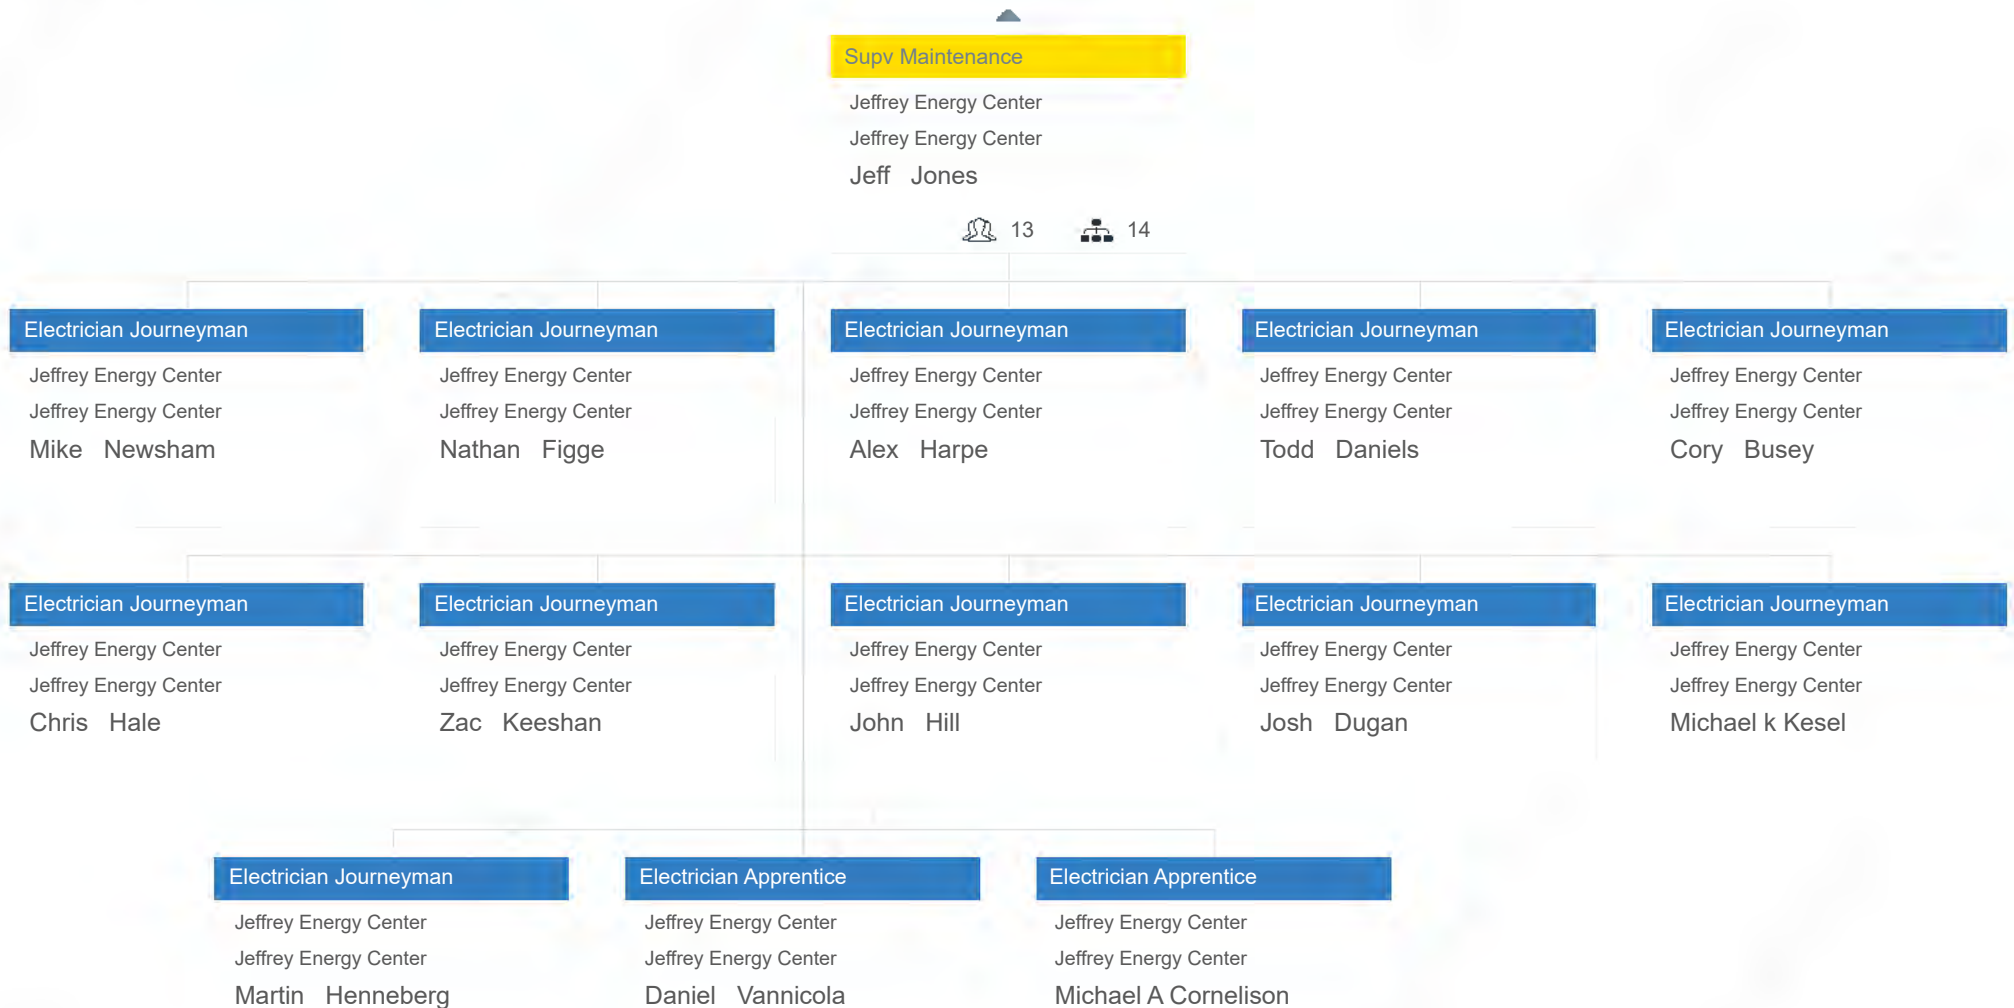 Supv Maintenance
Jeffrey Energy Center
Jeffrey Energy Center
Jeff Jones
13 14
Electrician Journeyman
Jeffrey Energy Center
Jeffrey Energy Center
Mike Newsham
Electrician Journeyman
Jeffrey Energy Center
Jeffrey Energy Center
Nathan Figge
Electrician Journeyman
Jeffrey Energy Center
Jeffrey Energy Center
Alex Harpe
Electrician Journeyman
Jeffrey Energy Center
Jeffrey Energy Center
Todd Daniels
Electrician Journeyman
Jeffrey Energy Center
Jeffrey Energy Center
Cory Busey
Electrician Journeyman
Jeffrey Energy Center
Jeffrey Energy Center
Chris Hale
Electrician Journeyman
Jeffrey Energy Center
Jeffrey Energy Center
Zac Keeshan
Electrician Journeyman
Jeffrey Energy Center
Jeffrey Energy Center
John Hill
Electrician Journeyman
Jeffrey Energy Center
Jeffrey Energy Center
Josh Dugan
Electrician Journeyman
Jeffrey Energy Center
Jeffrey Energy Center
Michael k Kesel
Electrician Journeyman
Jeffrey Energy Center
Jeffrey Energy Center
Martin Henneberg
Electrician Apprentice
Jeffrey Energy Center
Jeffrey Energy Center
Daniel Vannicola
Electrician Apprentice
Jeffrey Energy Center
Jeffrey Energy Center
Michael A Cornelison